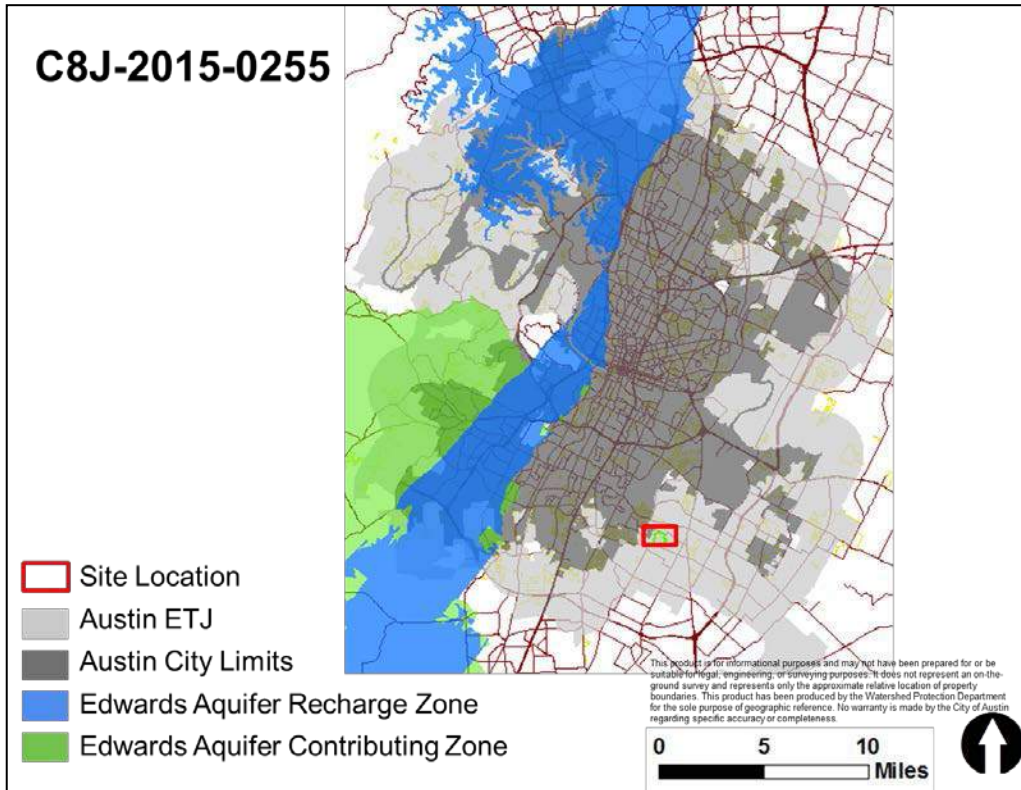 C8J-2015-0255
Site Location
Austin ETJ
Austin City Limits
Edwards Aquifer Recharge Zone
Edwards Aquifer Contributing Zone
This product is for informational purposes and may not have been prepared for or be
suitable for legal, engineering, or surveying purposes. It does not represent an on-the-
ground survey and represents only the approximate relative location of property
boundaries. This product has been produced by the Watershed Protection Department
for the sole purpose of geographic reference. No warranty is made by the City of Austin
regarding specific accuracy or completeness.
0 5 10
Miles